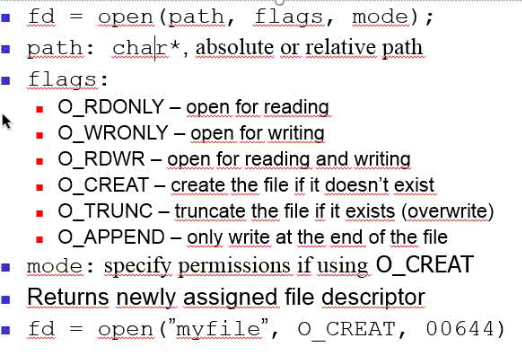 fd = open(path, flags, mode);
path: char*, absolute or relative path
flags:
O_RDONLY – open for reading
O_WRONLY – open for writing
O_RDWR – open for reading and writing
O_CREAT – create the file if it doesn’t exist
O_TRUNC – truncate the file if it exists (overwrite)
O_APPEND – only write at the end of the file
mode: specify permissions if using O_CREAT
Returns newly assigned file descriptor
fd = open(”myfile”, O_CREAT, 00644)